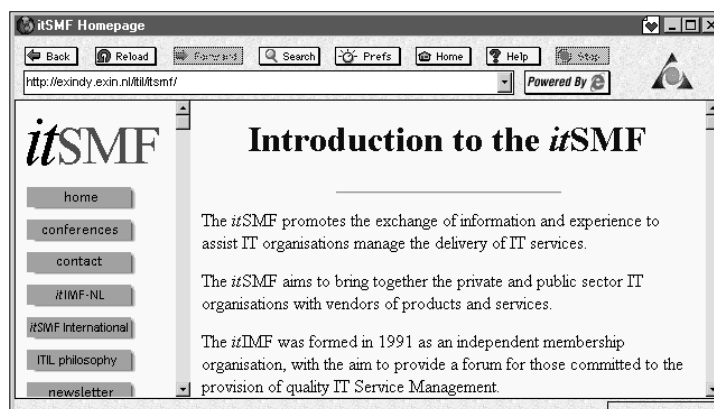 itSMF Homepage
Back Reload Forward Search Prefs Home Help Stop
http://exindy.exin.nl/itil/itsmf/
Powered By
itSMF
home
conferences
contact
itIMF-NL
itSMF International
ITIL philosophy
newsletter
Introduction to the itSMF
The itSMF promotes the exchange of information and experience to
assist IT organisations manage the delivery of IT services.
The itSMF aims to bring together the private and public sector IT
organisations with vendors of products and services.
The itIMF was formed in 1991 as an independent membership
organisation, with the aim to provide a forum for those committed to the
provision of quality IT Service Management.